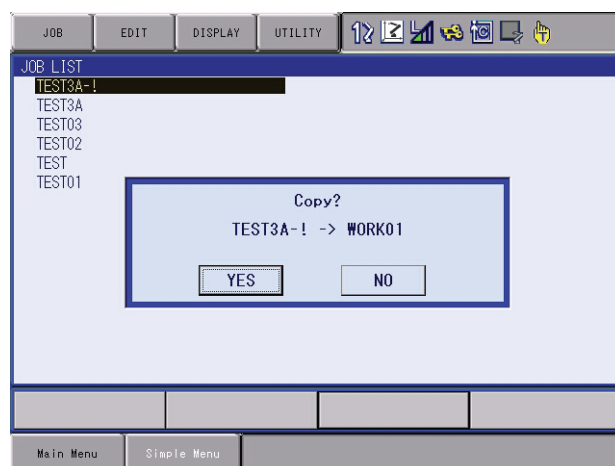 JOB EDIT DISPLAY UTILITY
JOB LIST
TEST3A-!
TEST3A
TEST03
TEST02
TEST
TEST01
Copy?
TEST3A-! -> WORK01
YES NO
Main Menu Simple Menu